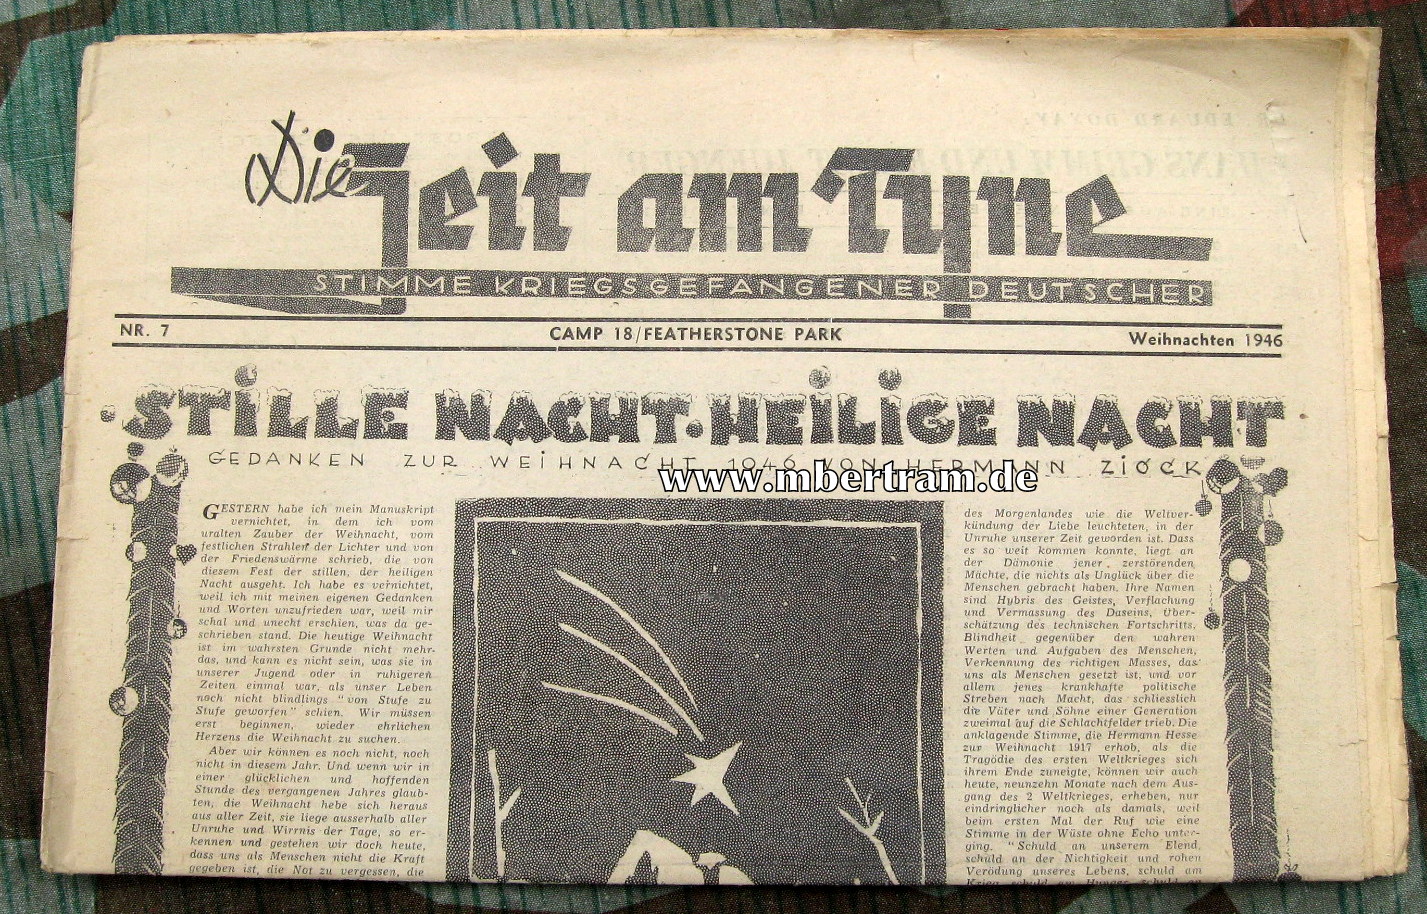 Die Zeit am Tyne
STIMME KRIEGSGEFANGENER DEUTSCHER
NR. 7 CAMP 18/FEATHERSTONE PARK Weihnachten 1946
STILLE NACHT·HEILIGE NACHT
GEDANKEN ZUR WEIHNACHT 1946 VON HERMANN ZIOCK
www.mbertram.de
GESTERN habe ich mein Manuskript
vernichtet, in dem ich vom
uralten Zauber der Weihnacht, vom
festlichen Strahlen der Lichter und von
der Friedenswärme schrieb, die von
diesem Fest der stillen, der heiligen
Nacht ausgeht. Ich habe es vernichtet,
weil ich mit meinen eigenen Gedanken
und Worten unzufrieden war, weil mir
schal und unecht erschien, was da ge-
schrieben stand. Die heutige Weihnacht
ist im wahrsten Grunde nicht mehr-
das, und kann es nicht sein, was sie in
unserer Jugend oder in ruhigeren
Zeiten einmal war, als unser Leben
noch nicht blindlings "von Stufe zu
Stufe geworfen" schien. Wir müssen
erst beginnen, wieder ehrlichen
Herzens die Weihnacht zu suchen.
Aber wir können es noch nicht, noch
nicht in diesem Jahr. Und wenn wir in
einer glücklichen und hoffenden
Stunde des vergangenen Jahres glaub-
ten, die Weihnacht hebe sich heraus
aus aller Zeit, sie liege ausserhalb aller
Unruhe und Wirrnis der Tage, so er-
kennen und gestehen wir doch heute,
dass uns als Menschen nicht die Kraft
gegeben ist, die Not zu vergessen, die
des Morgenlandes wie die Weltver-
kündung der Liebe leuchteten, in der
Unruhe unserer Zeit geworden ist. Dass
es so weit kommen konnte, liegt an
der Dämonie jener zerstörenden
Mächte, die nichts als Unglück über die
Menschen gebracht haben. Ihre Namen
sind Hybris des Geistes, Verflachung
und Vermassung des Daseins, Über-
schätzung des technischen Fortschritts,
Blindheit gegenüber den wahren
Werten und Aufgaben des Menschen,
Verkennung des richtigen Masses, das
uns als Menschen gesetzt ist, und vor
allem jenes krankhafte politische
Streben nach Macht, das schliesslich
die Väter und Söhne einer Generation
zweimal auf die Schlachtfelder trieb. Die
anklagende Stimme, die Hermann Hesse
zur Weihnacht 1917 erhob, als die
Tragödie des ersten Weltkrieges sich
ihrem Ende zuneigte, können wir auch
heute, neunzehn Monate nach dem Aus-
gang des 2 Weltkrieges, erheben, nur
eindringlicher noch als damals, weil
beim ersten Mal der Ruf wie eine
Stimme in der Wüste ohne Echo unter-
ging. "Schuld an unserem Elend,
schuld an der Nichtigkeit und rohen
Verödung unseres Lebens, schuld am
Krieg, schuld am Hunger, schuld an